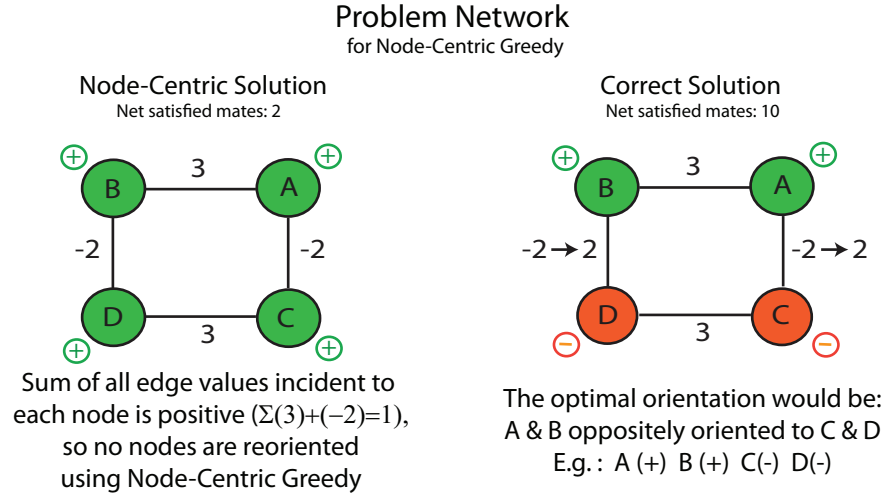 Problem Network
for Node-Centric Greedy
Node-Centric Solution
Net satisfied mates: 2
+ 3 +
B A
-2 -2
D C
3
+ +
Sum of all edge values incident to
each node is positive (Σ(3)+(−2)=1),
so no nodes are reoriented
using Node-Centric Greedy
Correct Solution
Net satisfied mates: 10
+ 3 +
B A
-2→2 -2→2
D C
3
− −
The optimal orientation would be:
A & B oppositely oriented to C & D
E.g. : A (+) B (+) C(-) D(-)